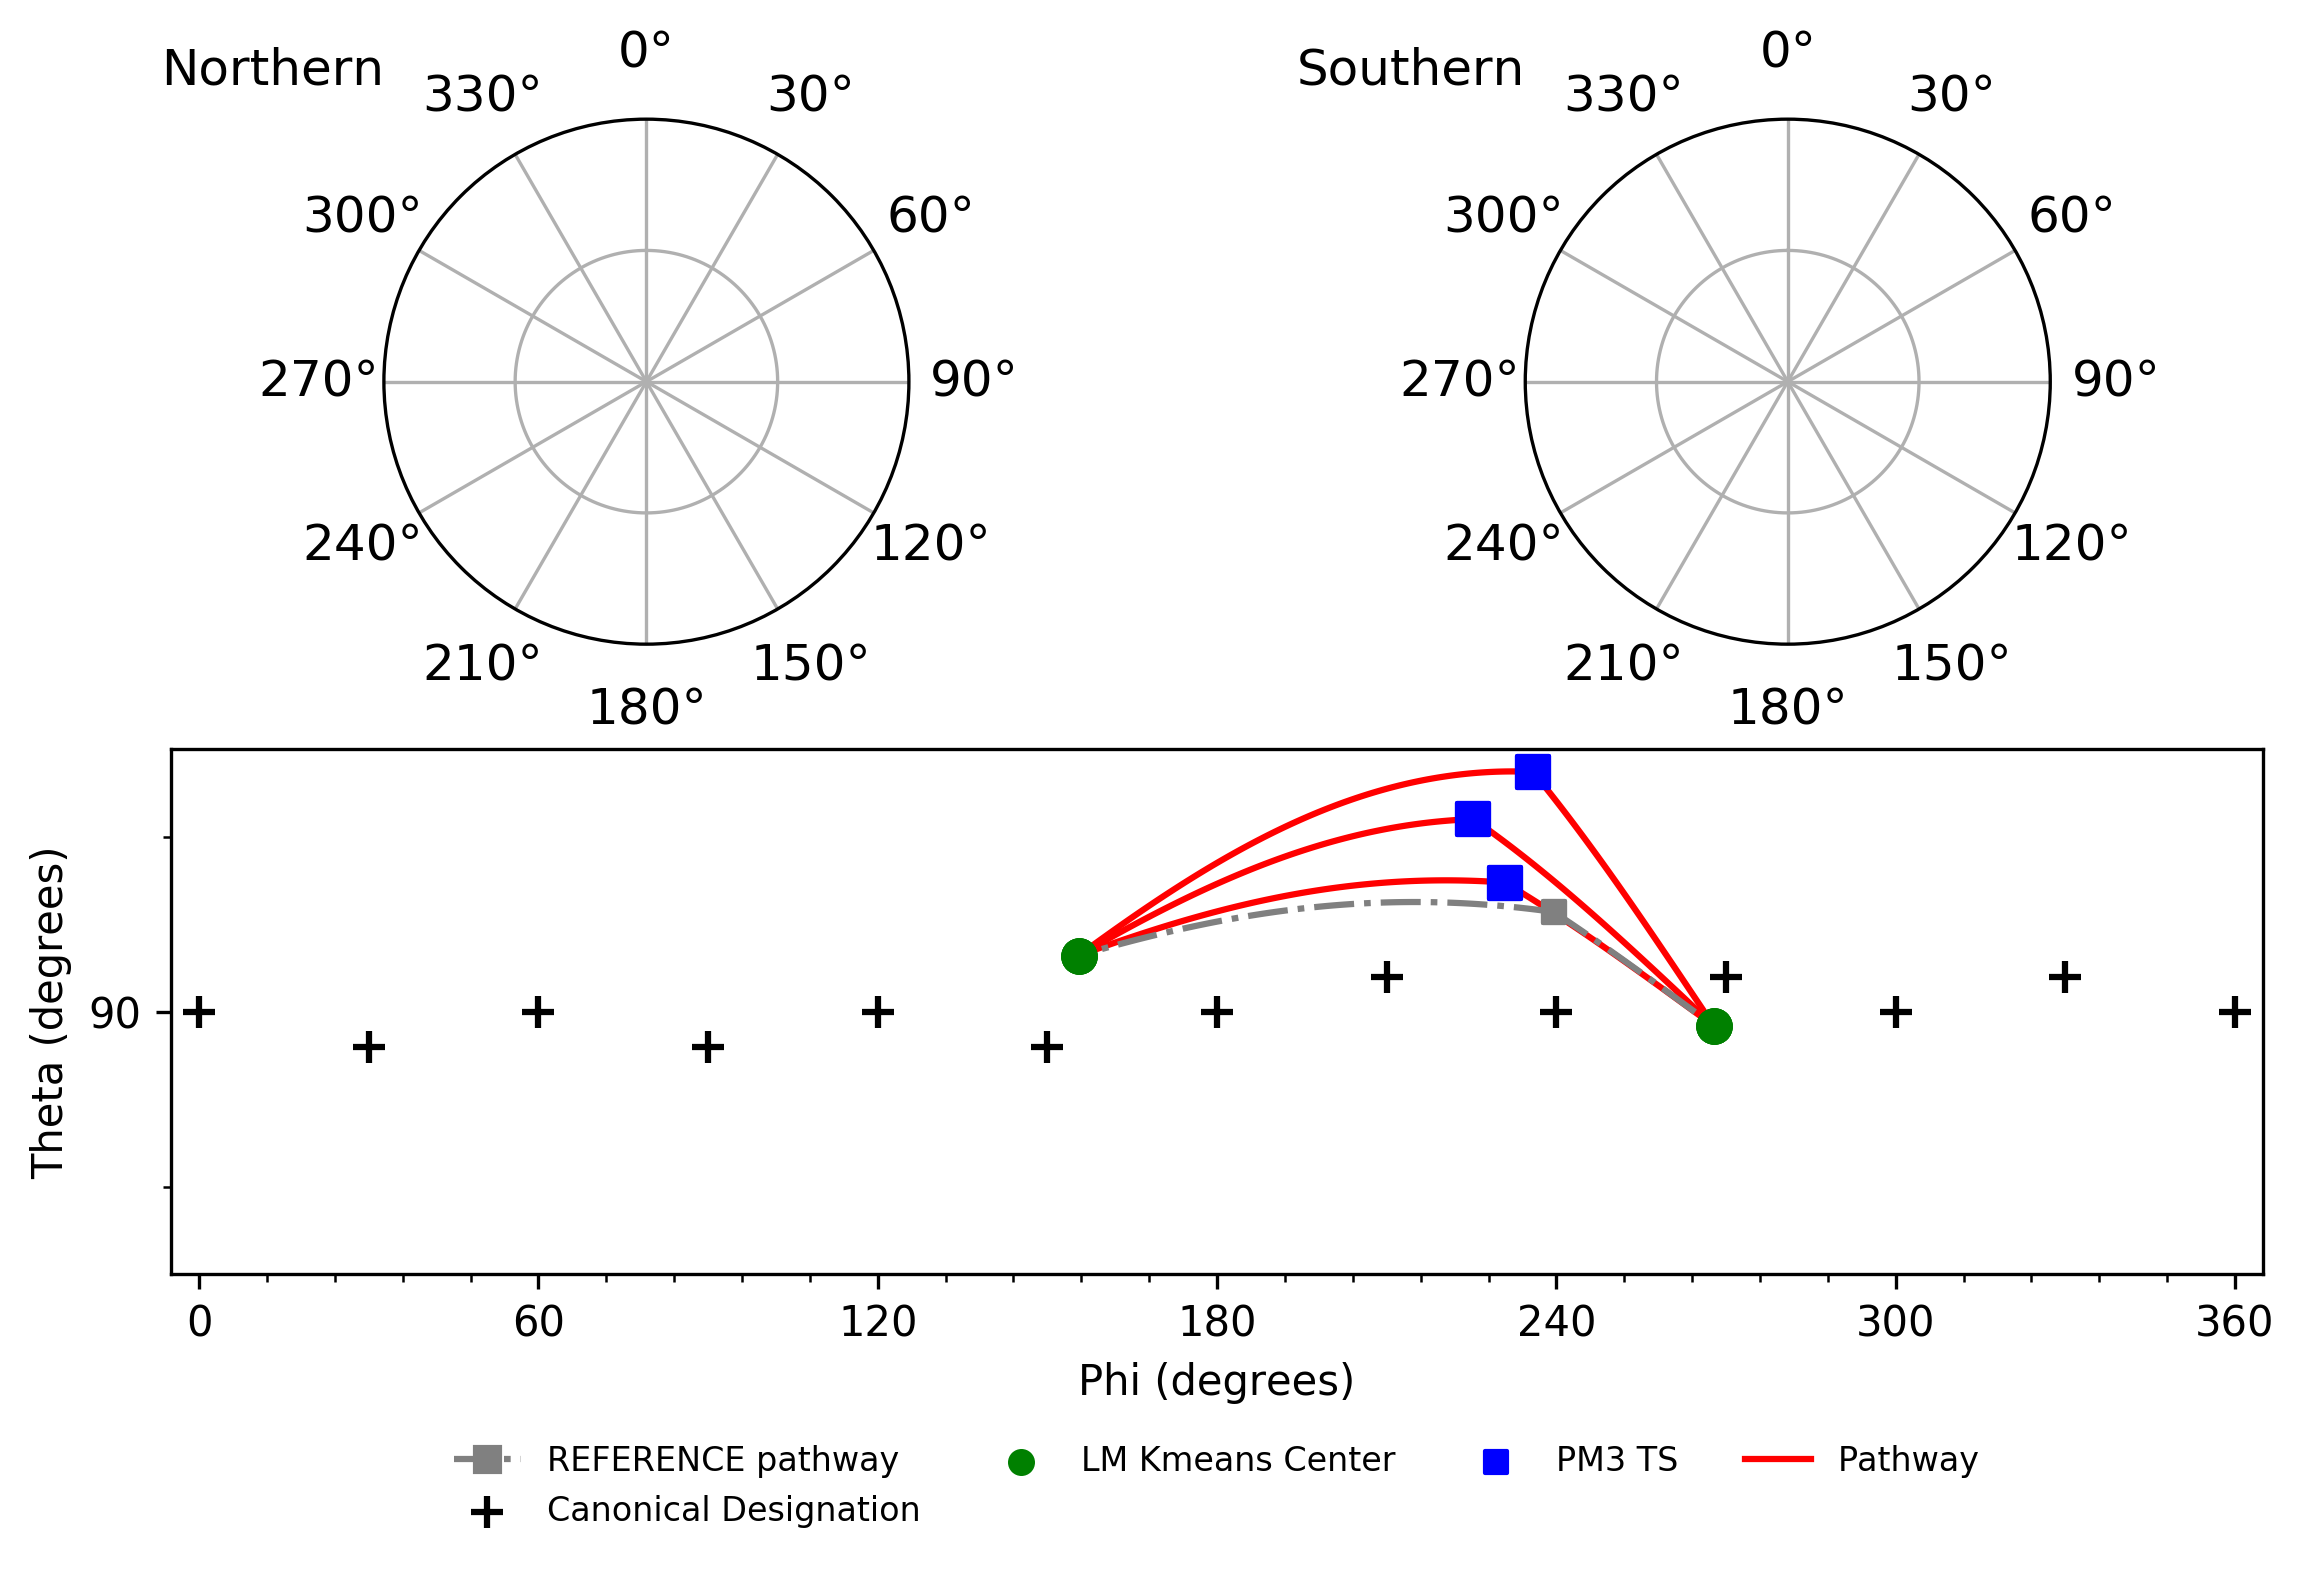 Northern
0°
30°
60°
90°
120°
150°
180°
210°
240°
270°
300°
330°
Southern
0°
30°
60°
90°
120°
150°
180°
210°
240°
270°
300°
330°
Theta (degrees)
90
0 60 120 180 240 300 360
Phi (degrees)
REFERENCE pathway
Canonical Designation
LM Kmeans Center
PM3 TS
Pathway